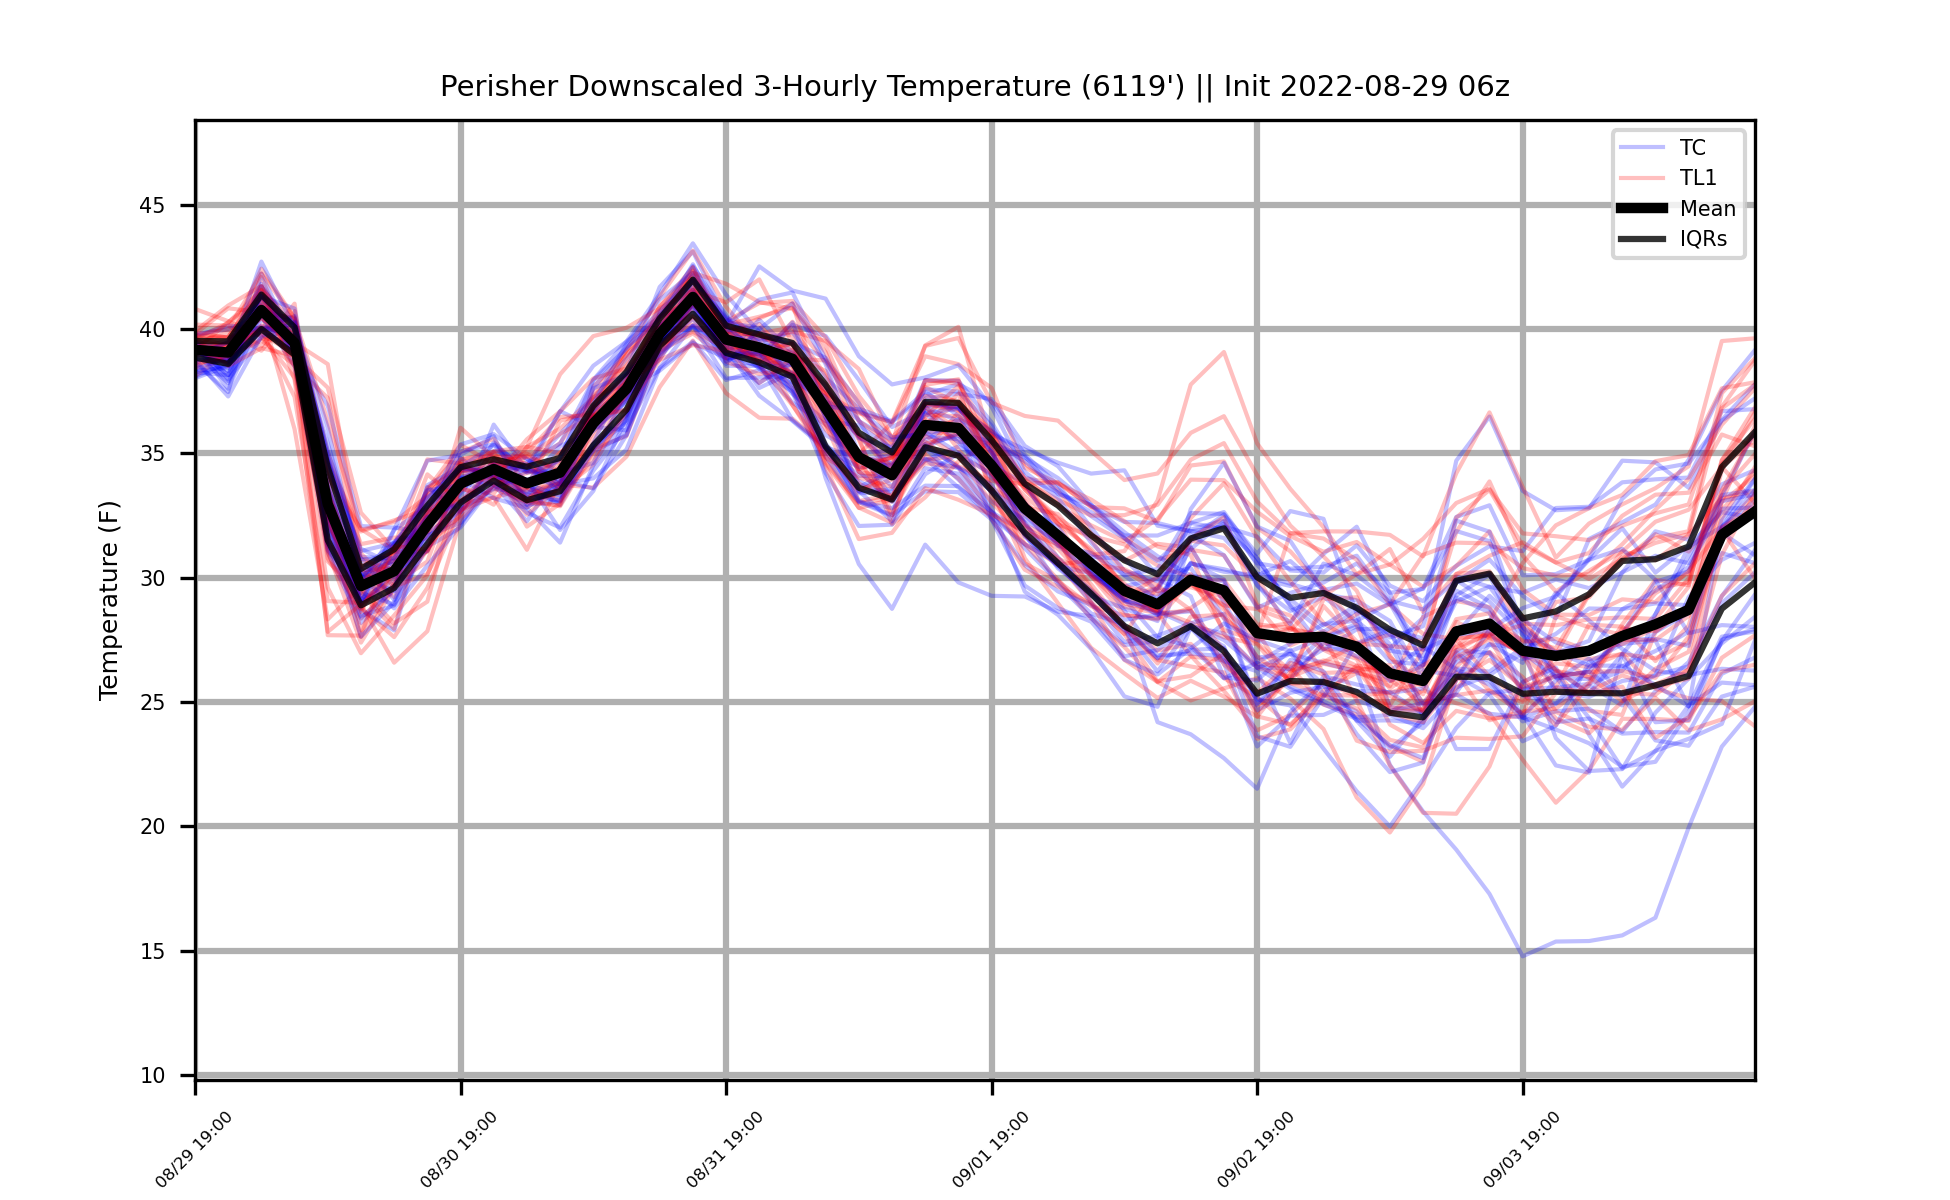 Perisher Downscaled 3-Hourly Temperature (6119') || Init 2022-08-29 06z
TC
TL1
Mean
IQRs
Temperature (F)
45
40
35
30
25
20
15
10
08/29 19:00
08/30 19:00
08/31 19:00
09/01 19:00
09/02 19:00
09/03 19:00